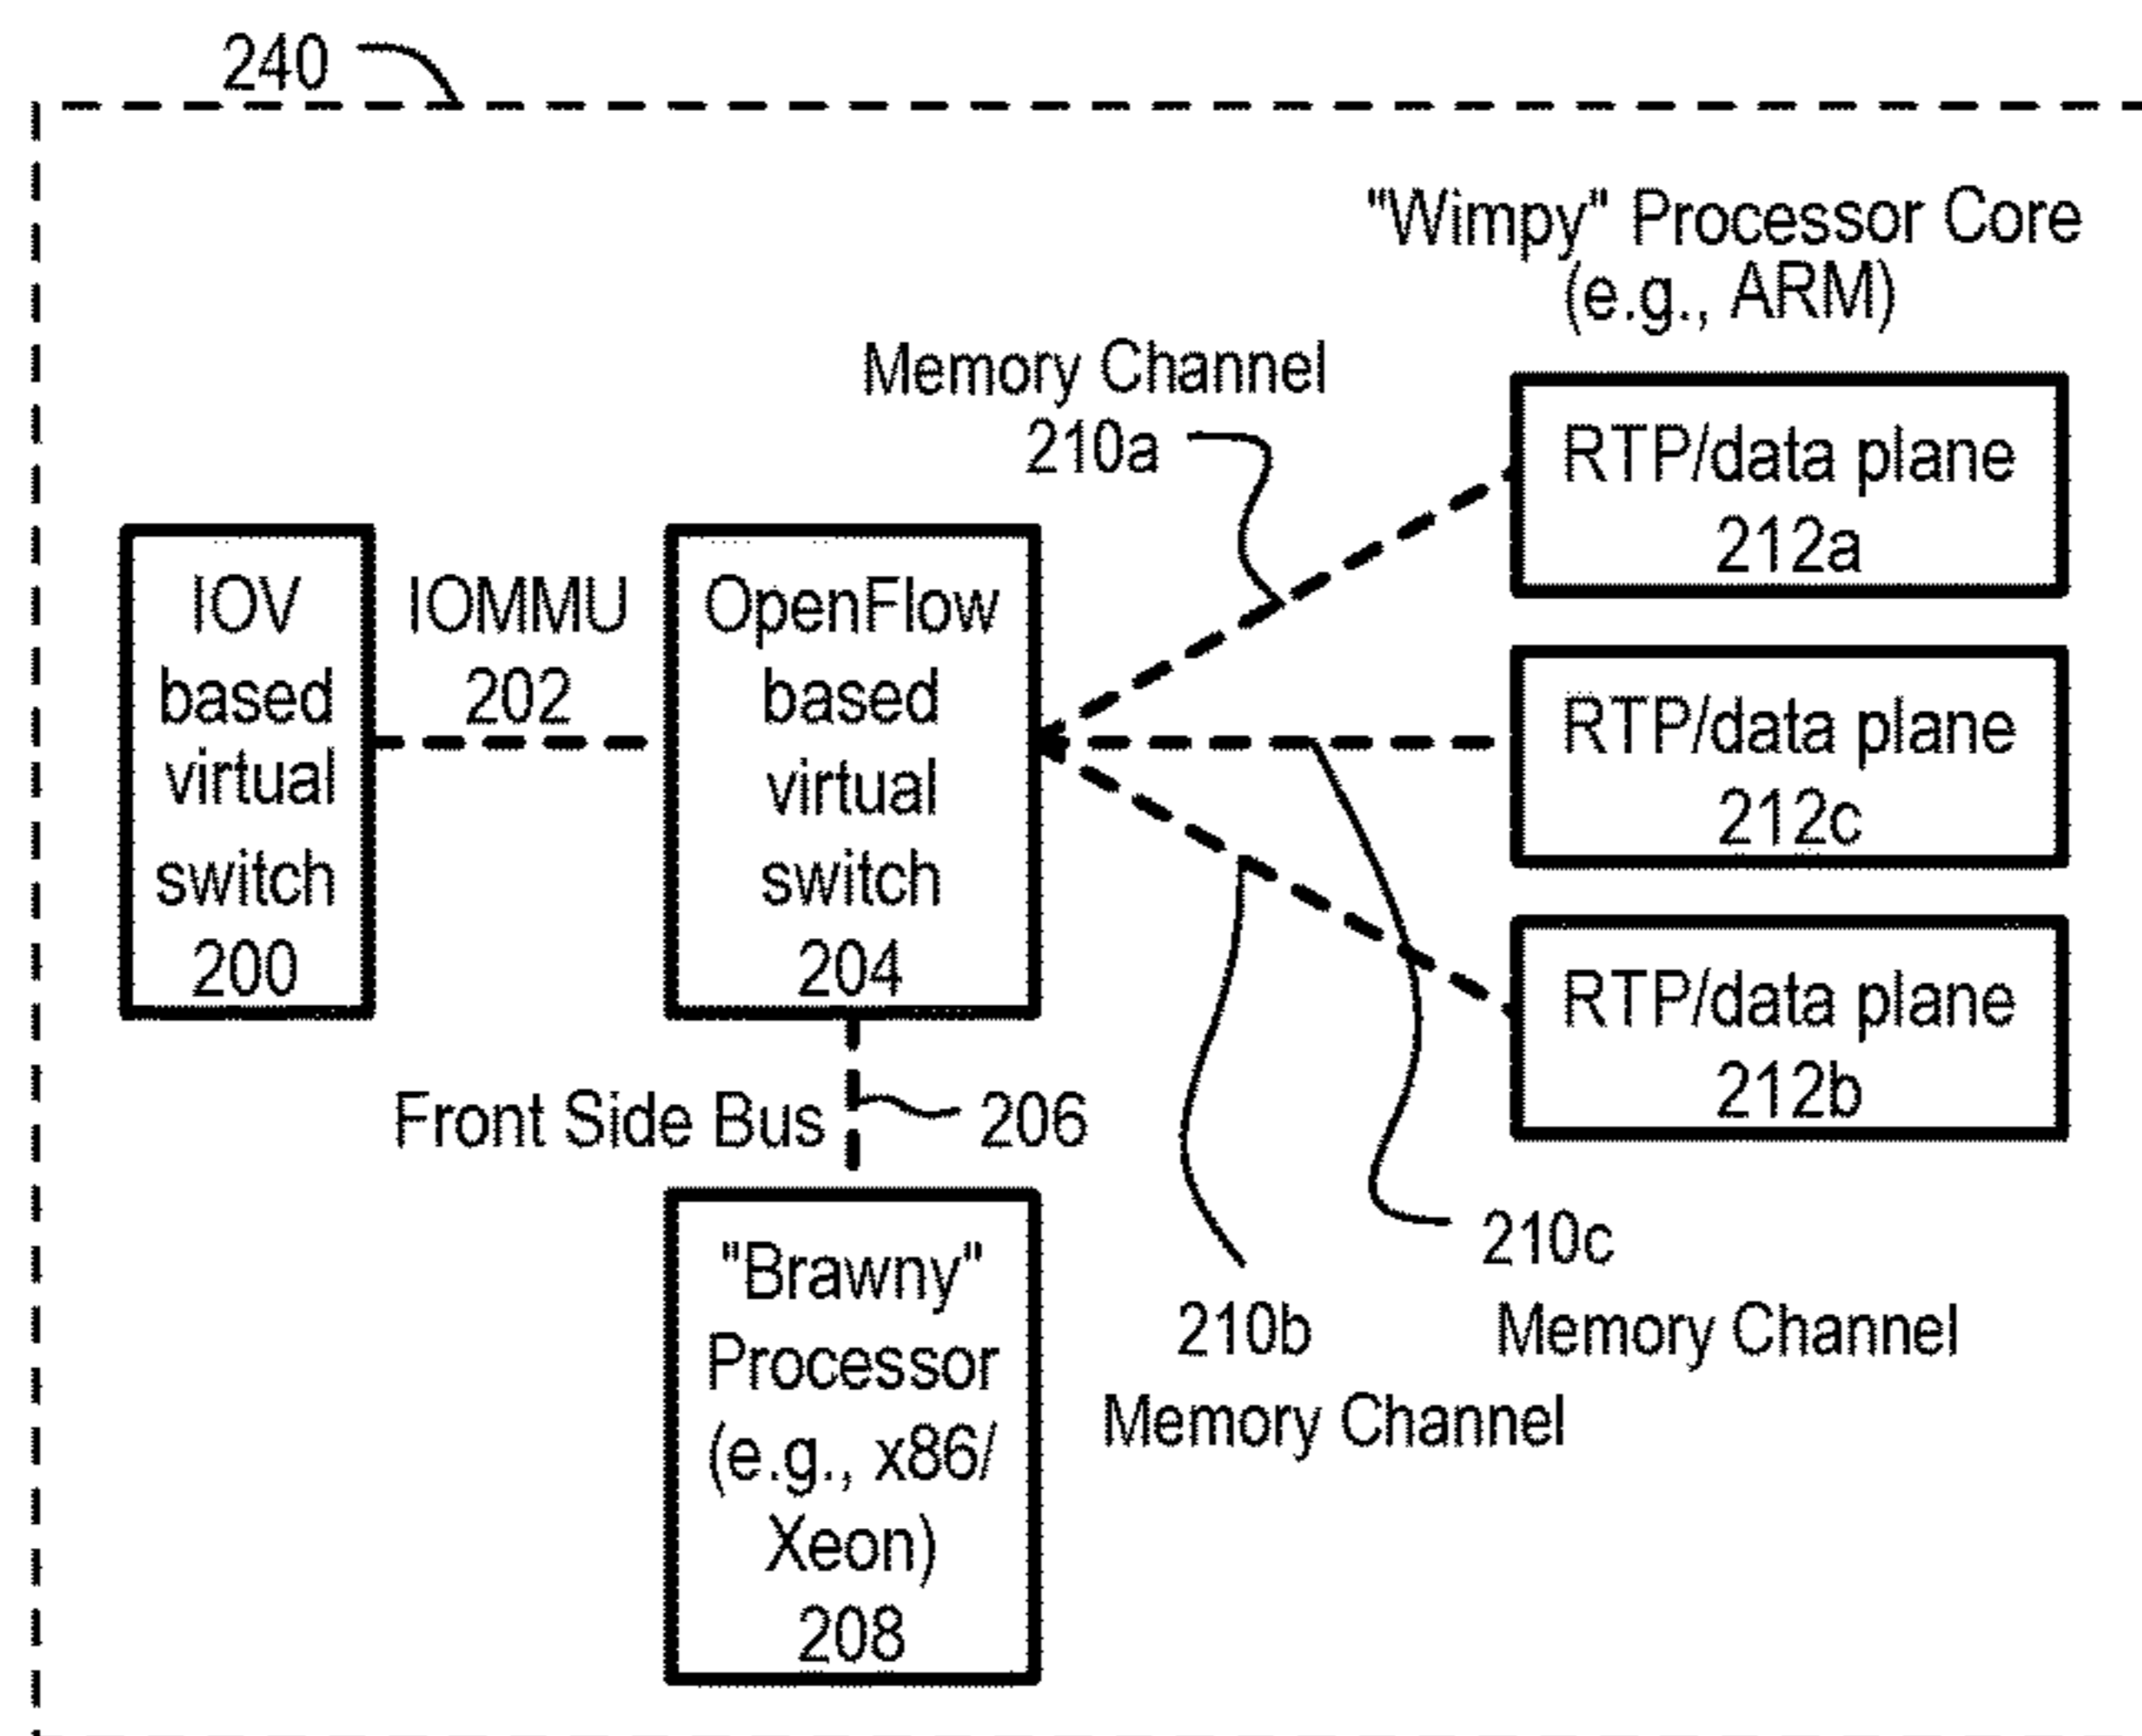 240
"Wimpy" Processor Core
(e.g., ARM)
Memory Channel
210a
RTP/data plane
212a
IOV
based
virtual
switch
200
IOMMU
202
OpenFlow
based
virtual
switch
204
RTP/data plane
212c
RTP/data plane
212b
Front Side Bus
206
"Brawny"
Processor
(e.g., x86/
Xeon)
208
210c
Memory Channel
210b
Memory Channel